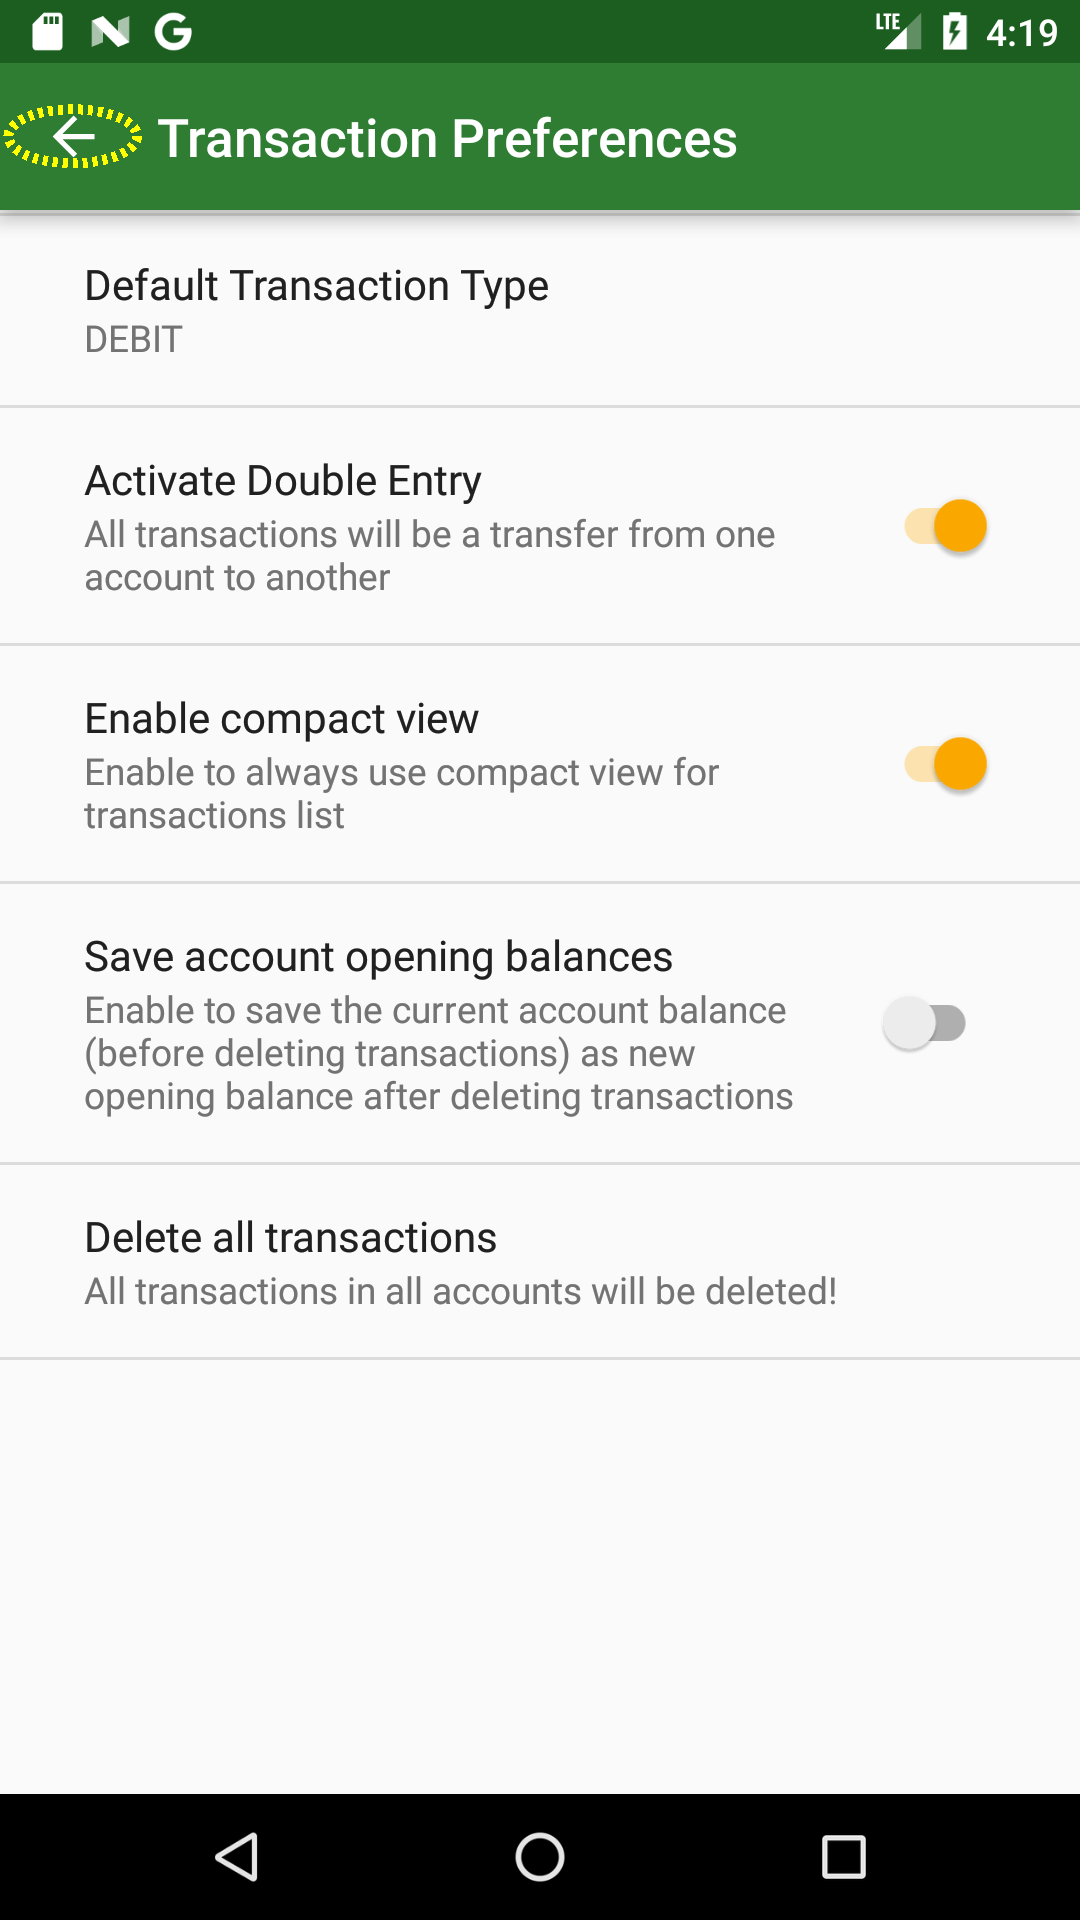 LTE 4:19
Transaction Preferences
Default Transaction Type
DEBIT
Activate Double Entry
All transactions will be a transfer from one
account to another
Enable compact view
Enable to always use compact view for
transactions list
Save account opening balances
Enable to save the current account balance
(before deleting transactions) as new
opening balance after deleting transactions
Delete all transactions
All transactions in all accounts will be deleted!